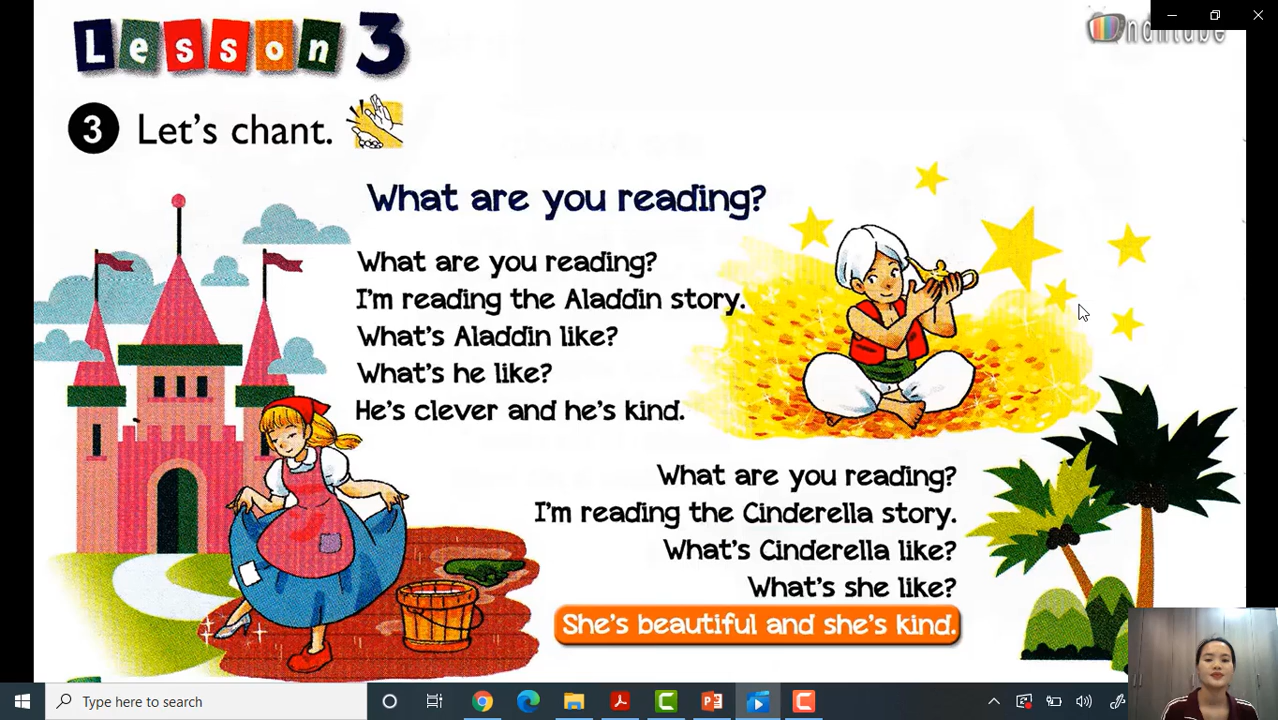 Lesson 3
3 Let's chant.
What are you reading?
What are you reading?
I'm reading the Aladdin story.
What's Aladdin like?
What's he like?
He's clever and he's kind.
What are you reading?
I'm reading the Cinderella story.
What's Cinderella like?
What's she like?
She's beautiful and she's kind.
Type here to search